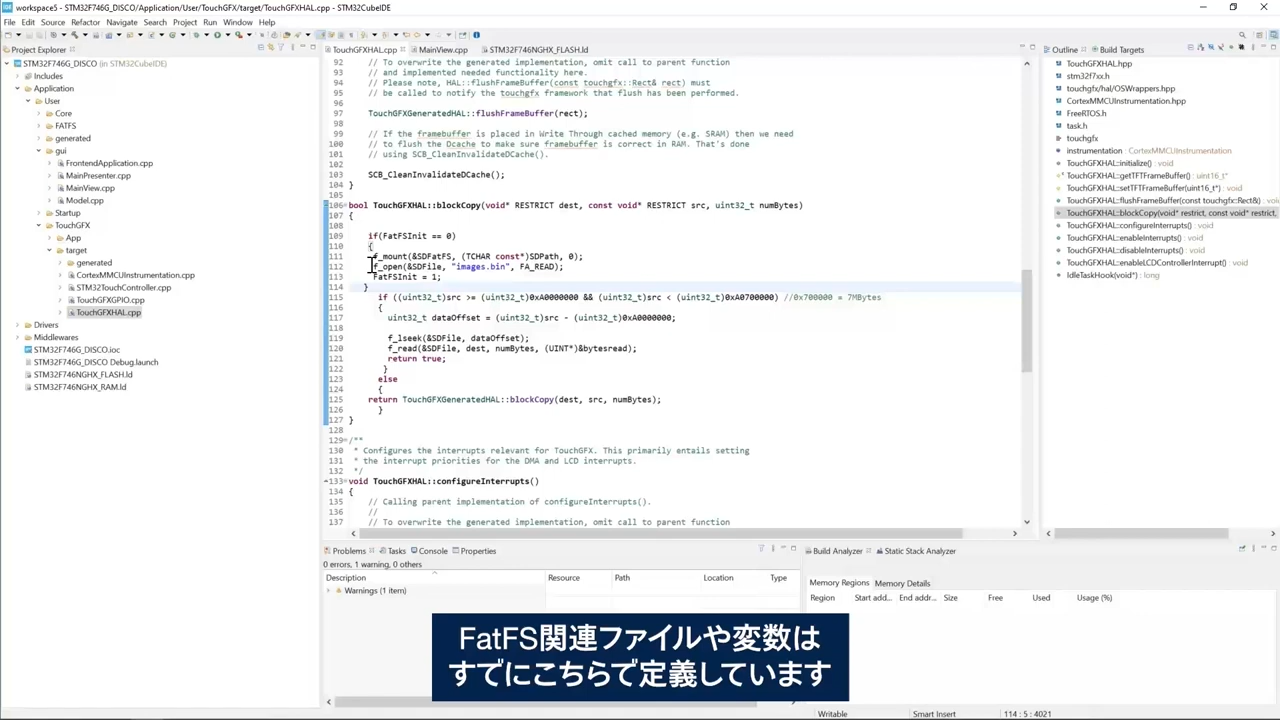 workspace5 - STM32F746G_DISCO/Application/User/TouchGFX/target/TouchGFXHAL.cpp - STM32CubeIDE
File Edit Source Refactor Navigate Search Project Run Window Help
Project Explorer
STM32F746G_DISCO (in STM32CubeIDE)
Includes
Application
User
Core
FATFS
generated
gui
FrontendApplication.cpp
MainPresenter.cpp
MainView.cpp
Model.cpp
Startup
TouchGFX
App
target
generated
CortexMMCUInstrumentation.cpp
STM32TouchController.cpp
TouchGFXGPIO.cpp
TouchGFXHAL.cpp
Drivers
Middlewares
STM32F746G_DISCO.ioc
STM32F746G_DISCO Debug.launch
STM32F746NGHX_FLASH.ld
STM32F746NGHX_RAM.ld
TouchGFXHAL.cpp MainView.cpp STM32F746NGHX_FLASH.ld
92 // To overwrite the generated implementation, omit call to parent function
93 // and implemented needed functionality here.
94 // Please note, HAL::flushFrameBuffer(const touchgfx::Rect& rect) must
95 // be called to notify the touchgfx framework that flush has been performed.
96
97 TouchGFXGeneratedHAL::flushFrameBuffer(rect);
98
99 // If the framebuffer is placed in Write Through cached memory (e.g. SRAM) then we need
100 // to flush the Dcache to make sure framebuffer is correct in RAM. That's done
101 // using SCB_CleanInvalidateDCache().
102
103 SCB_CleanInvalidateDCache();
104 }
105
106 bool TouchGFXHAL::blockCopy(void* RESTRICT dest, const void* RESTRICT src, uint32_t numBytes)
107 {
108
109 if(FatFSInit == 0)
110 {
111 f_mount(&SDFatFS, (TCHAR const*)SDPath, 0);
112 f_open(&SDFile, "images.bin", FA_READ);
113 FatFSInit = 1;
114 }
115 if ((uint32_t)src >= (uint32_t)0xA0000000 && (uint32_t)src < (uint32_t)0xA0700000) //0x700000 = 7MBytes
116 {
117 uint32_t dataOffset = (uint32_t)src - (uint32_t)0xA0000000;
118
119 f_lseek(&SDFile, dataOffset);
120 f_read(&SDFile, dest, numBytes, (UINT*)&bytesread);
121 return true;
122 }
123 else
124 {
125 return TouchGFXGeneratedHAL::blockCopy(dest, src, numBytes);
126 }
127 }
128
129 /**
130 * Configures the interrupts relevant for TouchGFX. This primarily entails setting
131 * the interrupt priorities for the DMA and LCD interrupts.
132 */
133 void TouchGFXHAL::configureInterrupts()
134 {
135 // Calling parent implementation of configureInterrupts().
136 //
137 // To overwrite the generated implementation, omit call to parent function
Outline Build Targets
TouchGFXHAL.hpp
stm32f7xx.h
touchgfx/hal/OSWrappers.hpp
CortexMMCUInstrumentation.hpp
FreeRTOS.h
task.h
touchgfx
instrumentation : CortexMMCUInstrumentation
TouchGFXHAL::initialize() : void
TouchGFXHAL::getTFTFrameBuffer() : uint16_t*
TouchGFXHAL::setTFTFrameBuffer(uint16_t*) : void
TouchGFXHAL::flushFrameBuffer(const touchgfx::Rect&) : void
TouchGFXHAL::blockCopy(void* restrict, const void* restrict,
TouchGFXHAL::configureInterrupts() : void
TouchGFXHAL::enableInterrupts() : void
TouchGFXHAL::disableInterrupts() : void
TouchGFXHAL::enableLCDControllerInterrupt() : void
IdleTaskHook(void*) : long
Problems Tasks Console Properties
0 errors, 1 warning, 0 others
Description Resource Path Location Type
Warnings (1 item)
Build Analyzer Static Stack Analyzer
Memory Regions Memory Details
Region Start add... End addr... Size Free Used Usage (%)
FatFS関連ファイルや変数は
すでにこちらで定義しています
Writable Smart Insert 114 : 5 : 4021